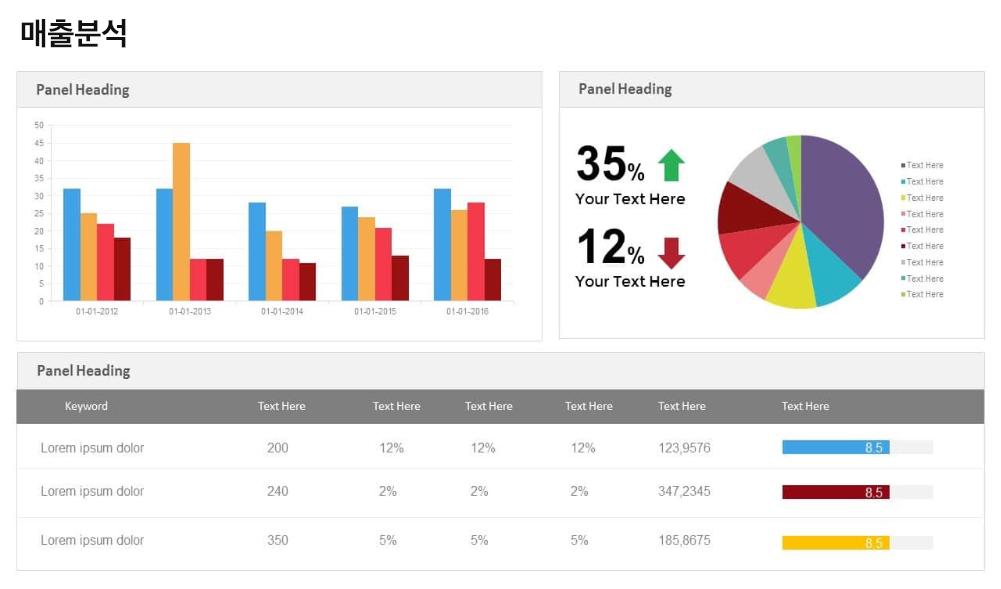 매출분석
Panel Heading
50
45
40
35
30
25
20
15
10
5
0
01-01-2012 01-01-2013 01-01-2014 01-01-2015 01-01-2016
Panel Heading
35%
Your Text Here
12%
Your Text Here
Text Here
Text Here
Text Here
Text Here
Text Here
Text Here
Text Here
Text Here
Text Here
Panel Heading
Keyword Text Here Text Here Text Here Text Here Text Here Text Here
Lorem ipsum dolor 200 12% 12% 12% 123,9576 8.5
Lorem ipsum dolor 240 2% 2% 2% 347,2345 8.5
Lorem ipsum dolor 350 5% 5% 5% 185,8675 8.5